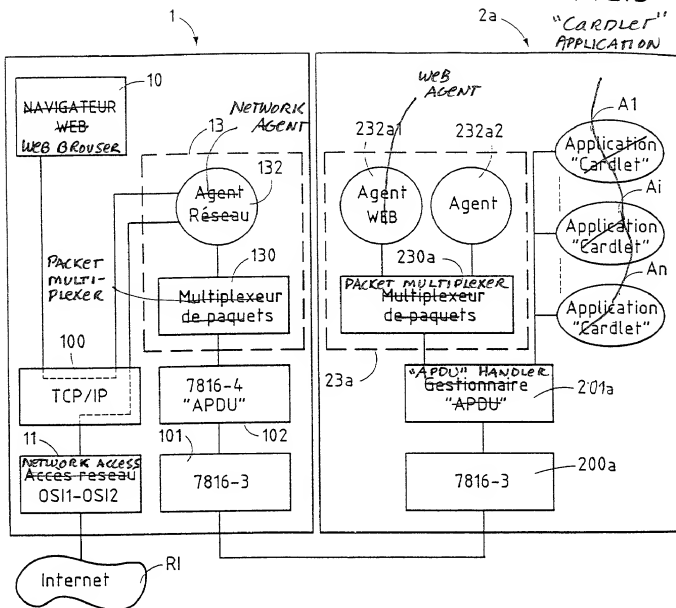 1
2a
"CARDLET"
APPLICATION
10
NAVIGATEUR
WEB
WEB BROWSER
NETWORK
AGENT
13
132
Agent
Réseau
PACKET
MULTI-
PLEXER
130
Multiplexeur
de paquets
100
TCP/IP
7816-4
"APDU"
102
11
NETWORK ACCESS
Accès reseau
OSI1-OSI2
101
7816-3
Internet
RI
WEB
AGENT
232a1
232a2
Agent
WEB
Agent
230a
PACKET MULTIPLEXER
Multiplexeur
de paquets
23a
A1
Application
"Cardlet"
Ai
Application
"Cardlet"
An
Application
"Cardlet"
"APDU" HANDLER
Gestionnaire
"APDU"
201a
7816-3
200a